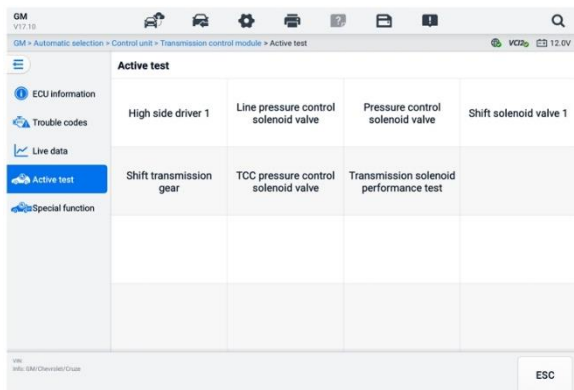 GM
V17.10
GM > Automatic selection > Control unit > Transmission control module > Active test
VCI 12.0V
Active test
ECU information
Trouble codes
Live data
Active test
Special function
High side driver 1
Line pressure control
solenoid valve
Pressure control
solenoid valve
Shift solenoid valve 1
Shift transmission
gear
TCC pressure control
solenoid valve
Transmission solenoid
performance test
Info: GM/Chevrolet/Cruze
ESC